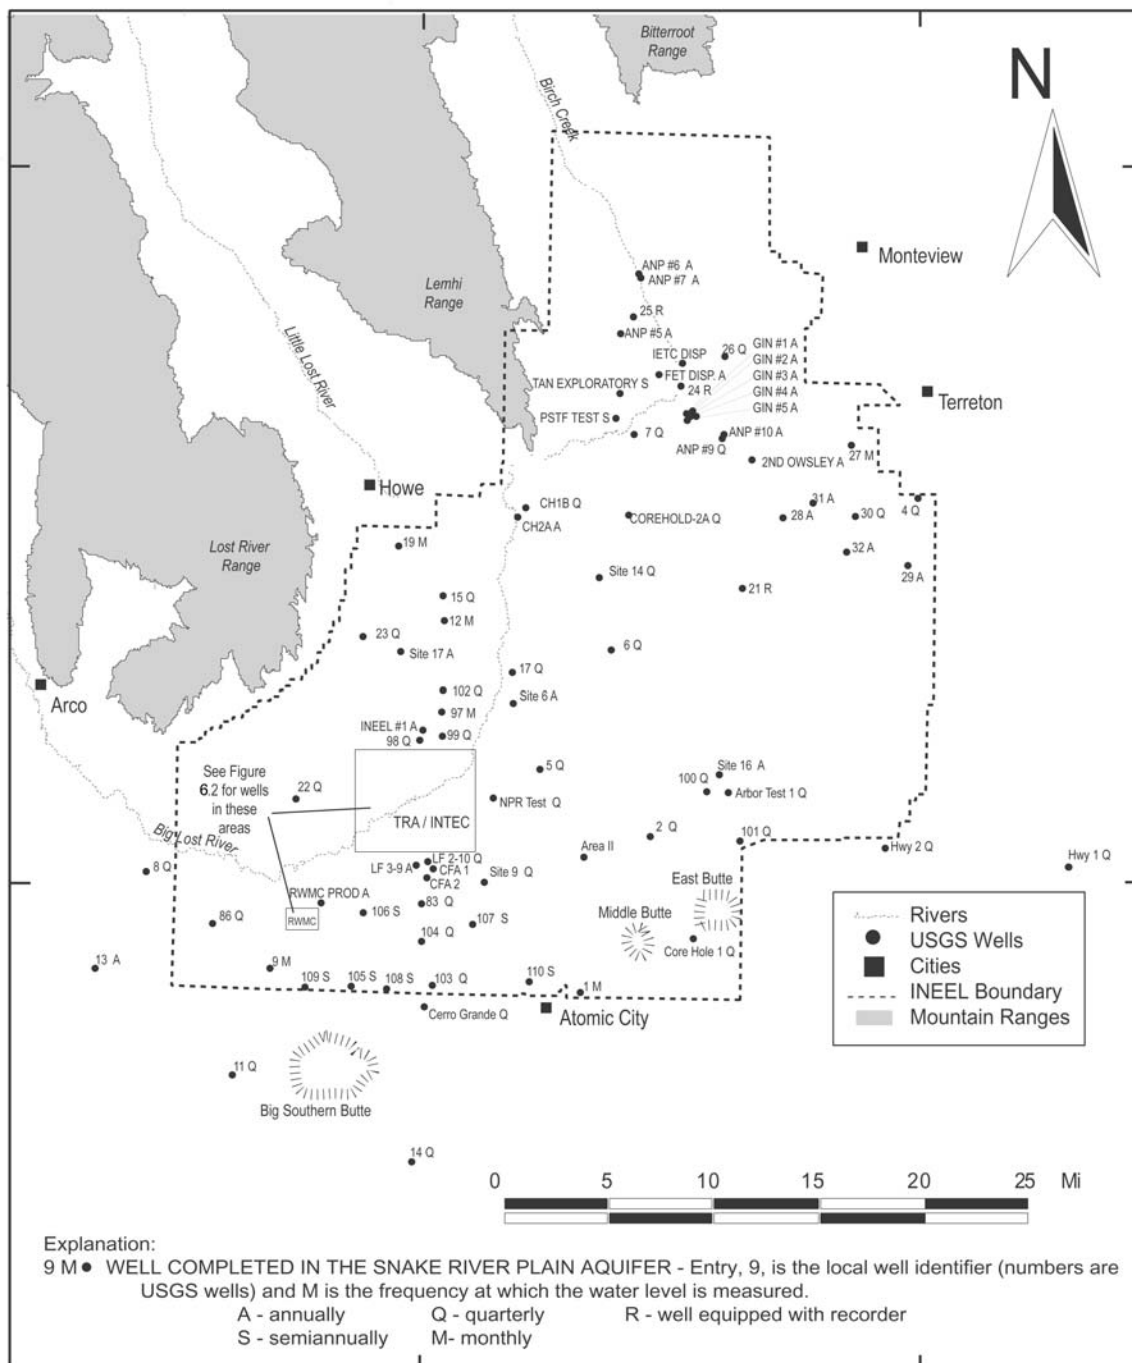 Bitterroot
Range
N
Birch Creek
Monteview
ANP #6 A
ANP #7 A
Lemhi
Range
25 R
ANP #5 A
Little Lost River
IETC DISP
26 Q
GIN #1 A
GIN #2 A
GIN #3 A
GIN #4 A
GIN #5 A
FET DISP. A
TAN EXPLORATORY S
24 R
Terreton
PSTF TEST S
7 Q
ANP #10 A
ANP #9 Q
27 M
2ND OWSLEY A
Howe
CH1B Q
CH2A A
COREHOLD-2A Q
31 A
28 A
30 Q
4 Q
19 M
Lost River
Range
32 A
29 A
Site 14 Q
21 R
15 Q
12 M
23 Q
Site 17 A
6 Q
17 Q
Arco
102 Q
Site 6 A
97 M
INEEL #1 A
98 Q
99 Q
See Figure
6.2 for wells
in these
areas
22 Q
5 Q
Site 16 A
100 Q
Arbor Test 1 Q
NPR Test Q
TRA / INTEC
Big Lost River
2 Q
101 Q
Hwy 2 Q
Area II
LF 2-10 Q
LF 3-9 A
CFA 1
CFA 2
Site 9 Q
8 Q
Hwy 1 Q
East Butte
RWMC PROD A
83 Q
RWMC
106 S
86 Q
107 S
Middle Butte
104 Q
Core Hole 1 Q
13 A
9 M
109 S
105 S
108 S
103 Q
110 S
1 M
Cerro Grande Q
Atomic City
Rivers
USGS Wells
Cities
INEEL Boundary
Mountain Ranges
11 Q
Big Southern Butte
14 Q
0 5 10 15 20 25 Mi
Explanation:
9 M WELL COMPLETED IN THE SNAKE RIVER PLAIN AQUIFER - Entry, 9, is the local well identifier (numbers are
USGS wells) and M is the frequency at which the water level is measured.
A - annually Q - quarterly R - well equipped with recorder
S - semiannually M- monthly